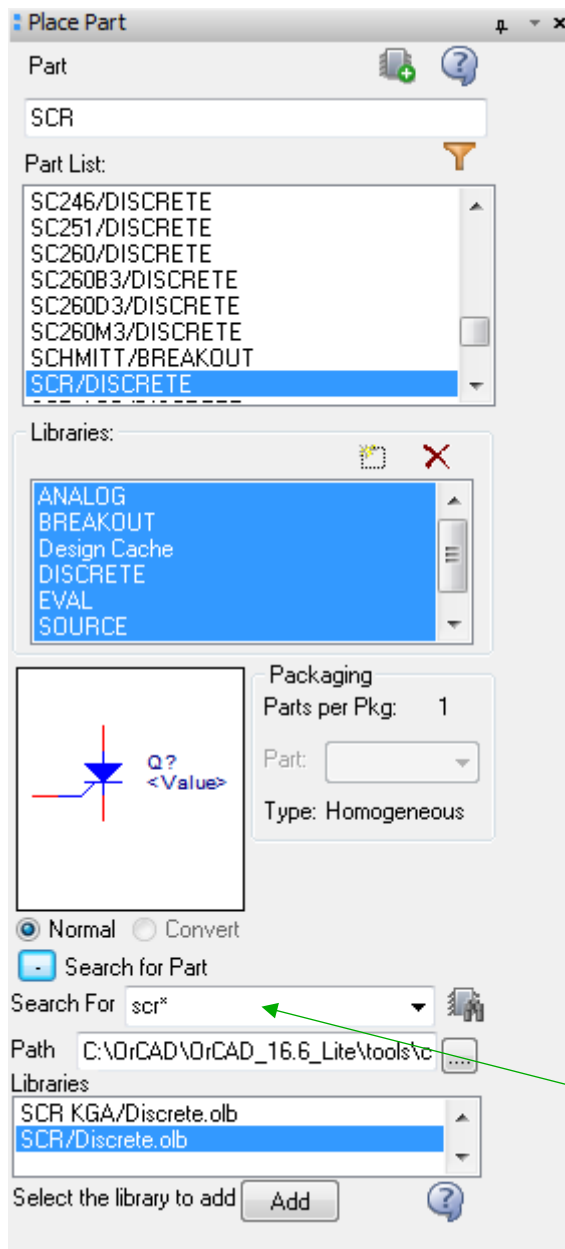 Place Part
Part
SCR
Part List:
SC246/DISCRETE
SC251/DISCRETE
SC260/DISCRETE
SC260B3/DISCRETE
SC260D3/DISCRETE
SC260M3/DISCRETE
SCHMITT/BREAKOUT
SCR/DISCRETE
Libraries:
ANALOG
BREAKOUT
Design Cache
DISCRETE
EVAL
SOURCE
Q?
<Value>
Packaging
Parts per Pkg: 1
Part:
Type: Homogeneous
Normal Convert
- Search for Part
Search For scr*
Path C:\OrCAD\OrCAD_16.6_Lite\tools\c ....
Libraries
SCR KGA/Discrete.olb
SCR/Discrete.olb
Select the library to add Add